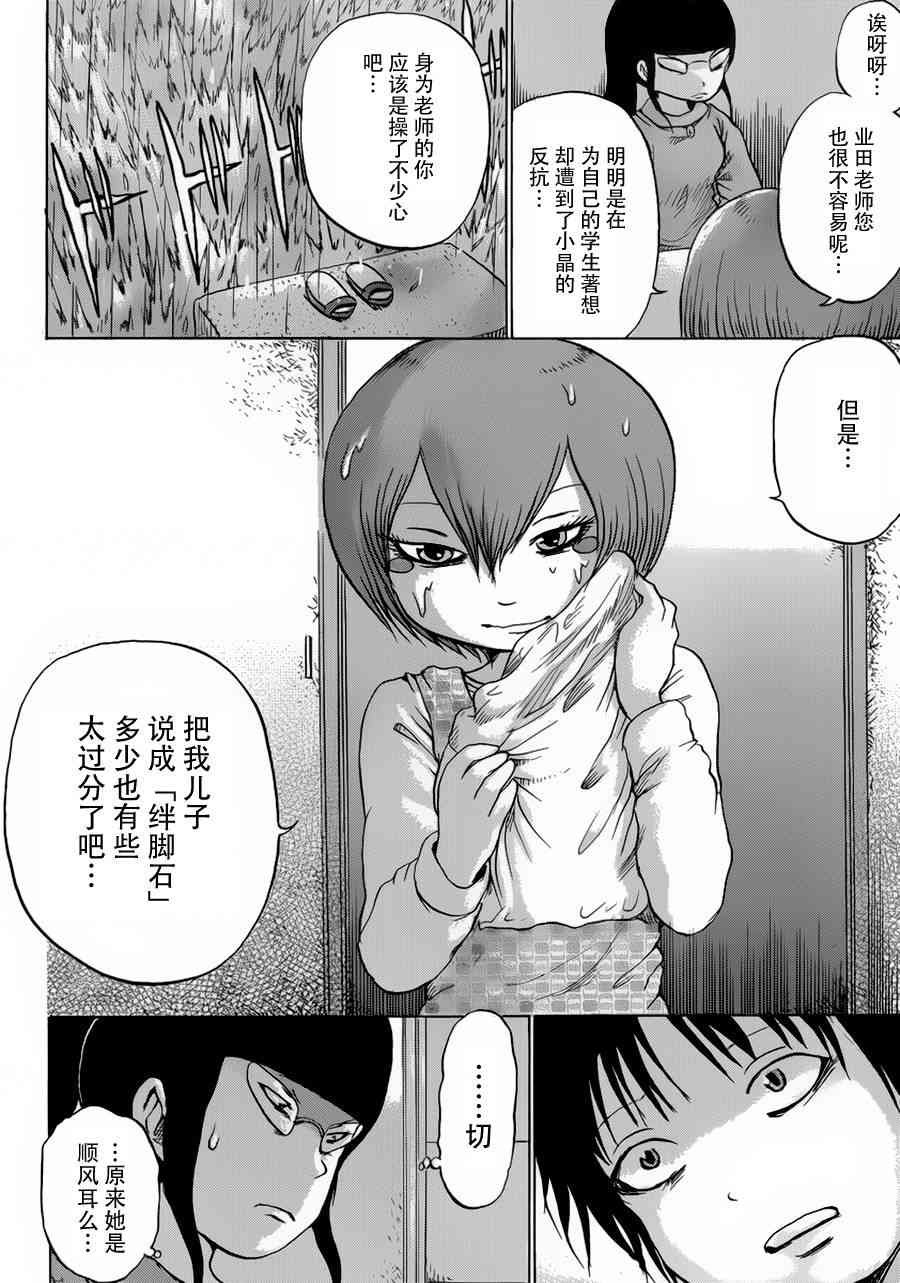 诶呀呀…
业田老师您
也很不容易呢…
明明是在
为自己的学生著想
却遭到了小晶的
反抗…
身为老师的你
应该是操了不少心
吧…
但是…
把我儿子
说成「绊脚石」
多少也有些
太过分了吧…
……切
…原来她是
顺风耳么…